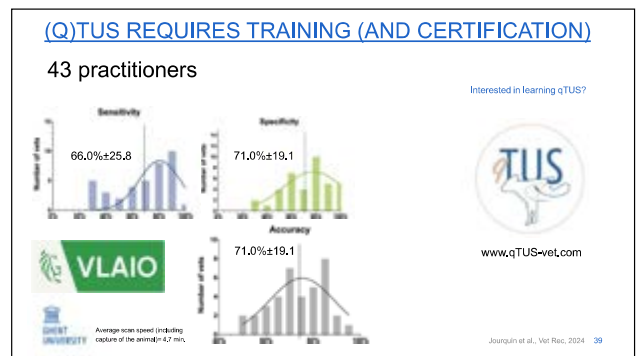 (Q)TUS REQUIRES TRAINING (AND CERTIFICATION)
43 practitioners
Interested in learning qTUS?
Sensitivity
66.0%±25.8
Number of vets
Specificity
71.0%±19.1
Number of vets
Accuracy
71.0%±19.1
Number of vets
qTUS
www.qTUS-vet.com
VLAIO
GHENT
UNIVERSITY
Average scan speed (including
capture of the animal)= 4,7 min.
Jourquin et al., Vet Rec, 2024 39